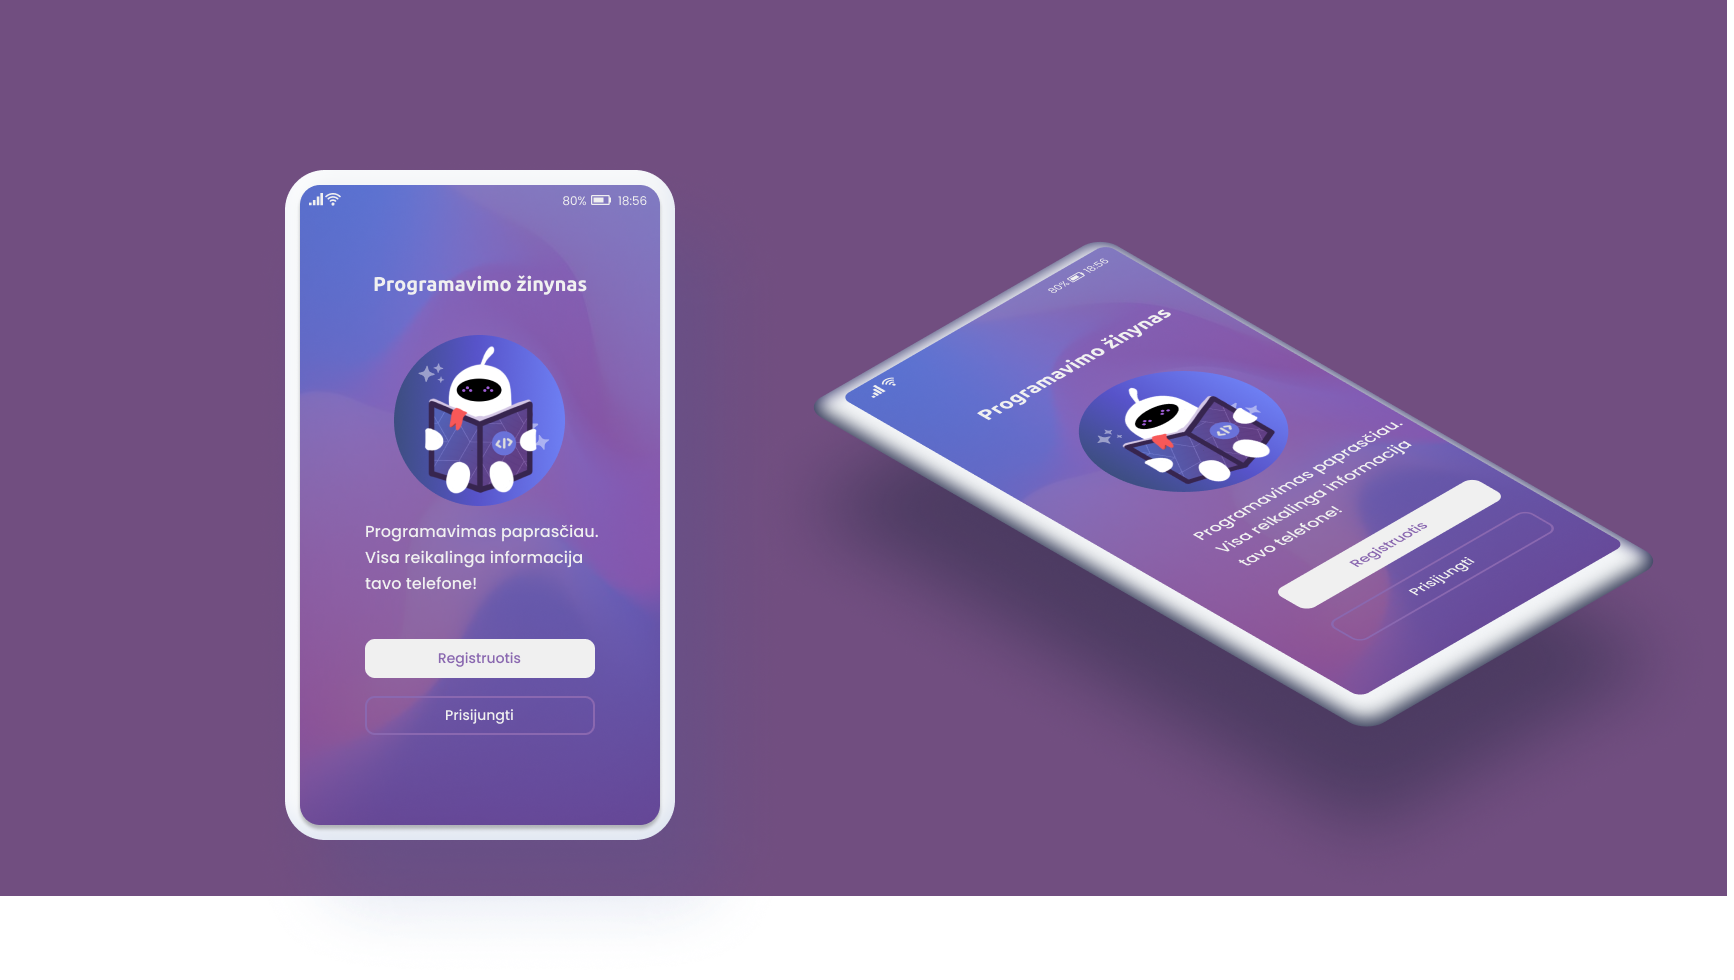 80% 18:56
Programavimo žinynas
</>
Programavimas paprasčiau.
Visa reikalinga informacija
tavo telefone!
Registruotis
Prisijungti
80% 18:56
Programavimo žinynas
</>
Programavimas paprasčiau.
Visa reikalinga informacija
tavo telefone!
Registruotis
Prisijungti